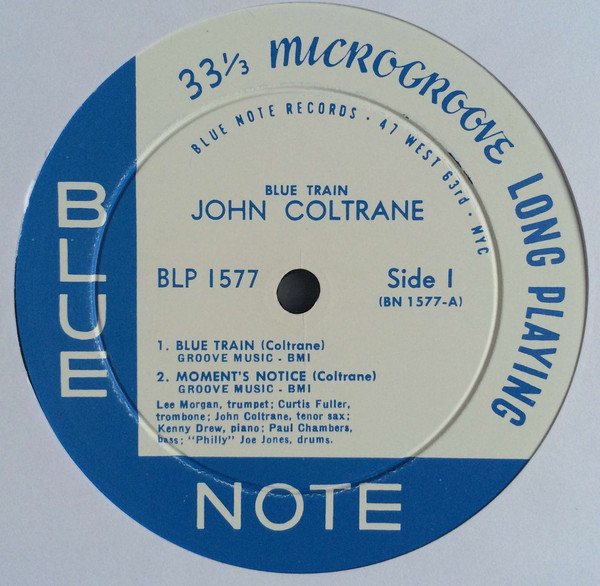 33⅓ MICROGROOVE LONG PLAYING
BLUE NOTE RECORDS · 47 WEST 63rd · NYC
BLUE TRAIN
JOHN COLTRANE
BLP 1577
Side 1
(BN 1577-A)
1. BLUE TRAIN (Coltrane)
GROOVE MUSIC - BMI
2. MOMENT'S NOTICE (Coltrane)
GROOVE MUSIC - BMI
Lee Morgan, trumpet; Curtis Fuller,
trombone; John Coltrane, tenor sax;
Kenny Drew, piano; Paul Chambers,
bass; "Philly" Joe Jones, drums.
BLUE
NOTE